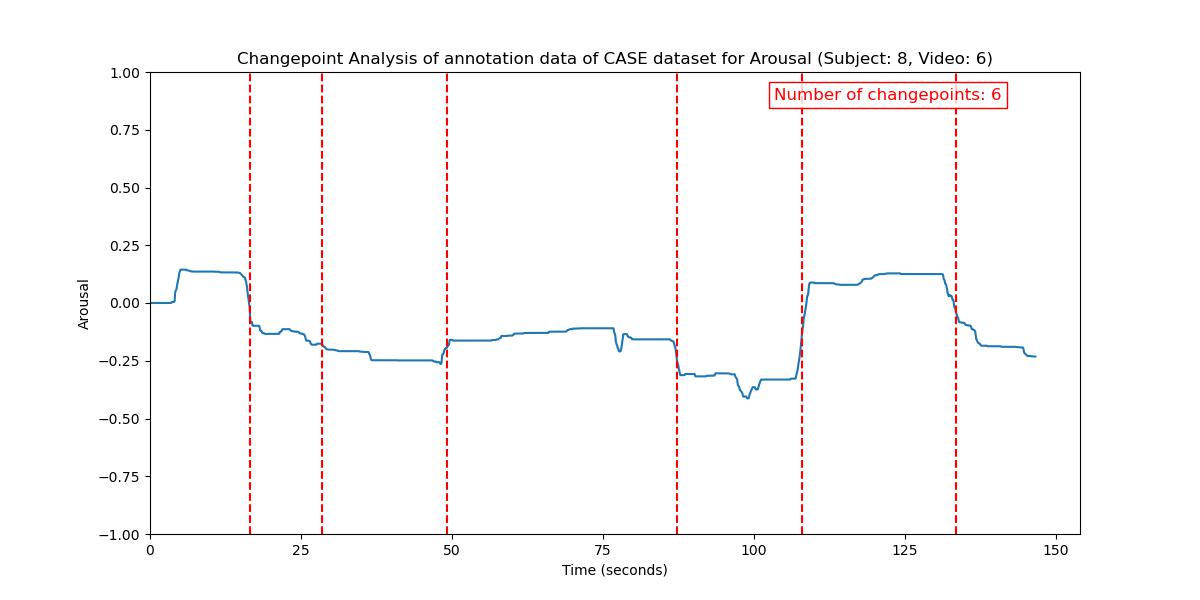 Changepoint Analysis of annotation data of CASE dataset for Arousal (Subject: 8, Video: 6)
Number of changepoints: 6
1.00
0.75
0.50
0.25
0.00
−0.25
−0.50
−0.75
−1.00
Arousal
0 25 50 75 100 125 150
Time (seconds)